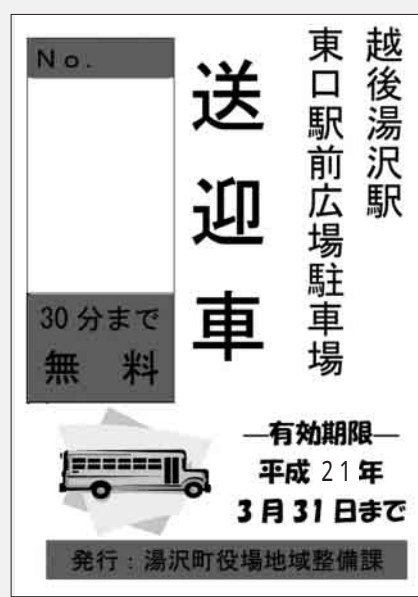 越後湯沢駅
東口駅前広場駐車場
送迎車
No.
30分まで
無料
―有効期限―
平成21年
3月31日まで
発行：湯沢町役場地域整備課